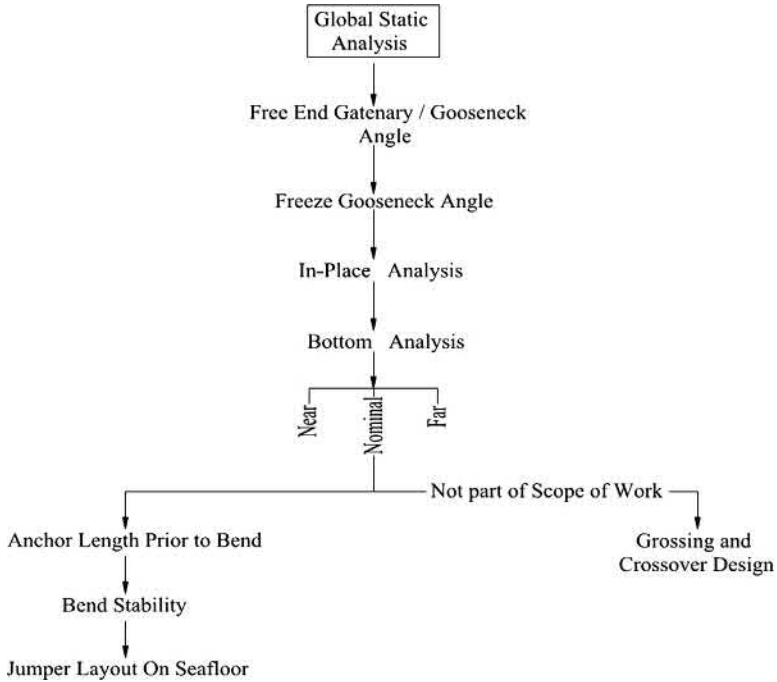 Global Static
Analysis
Free End Gatenary / Gooseneck
Angle
Freeze Gooseneck Angle
In-Place Analysis
Bottom Analysis
Near
Nominal
Far
Not part of Scope of Work
Anchor Length Prior to Bend
Grossing and
Crossover Design
Bend Stability
Jumper Layout On Seafloor